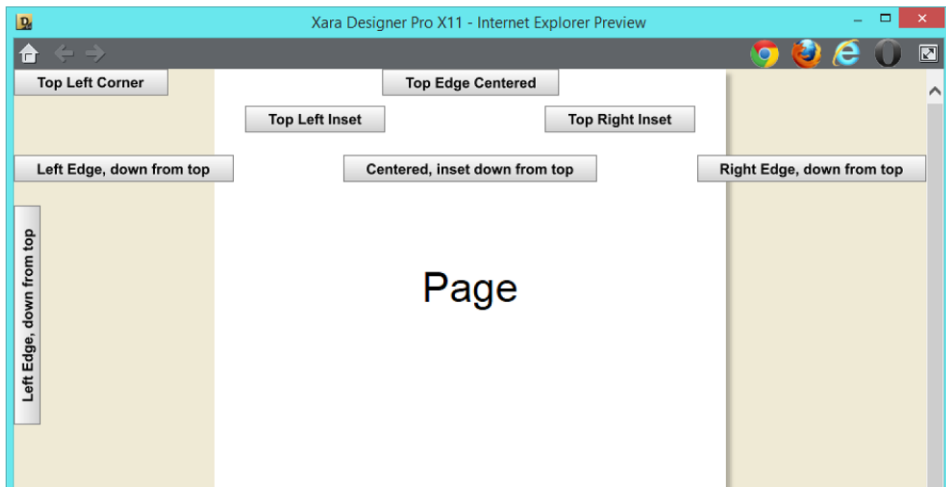 Xara Designer Pro X11 - Internet Explorer Preview
Top Left Corner
Top Edge Centered
Top Left Inset
Top Right Inset
Left Edge, down from top
Centered, inset down from top
Right Edge, down from top
Left Edge, down from top
Page